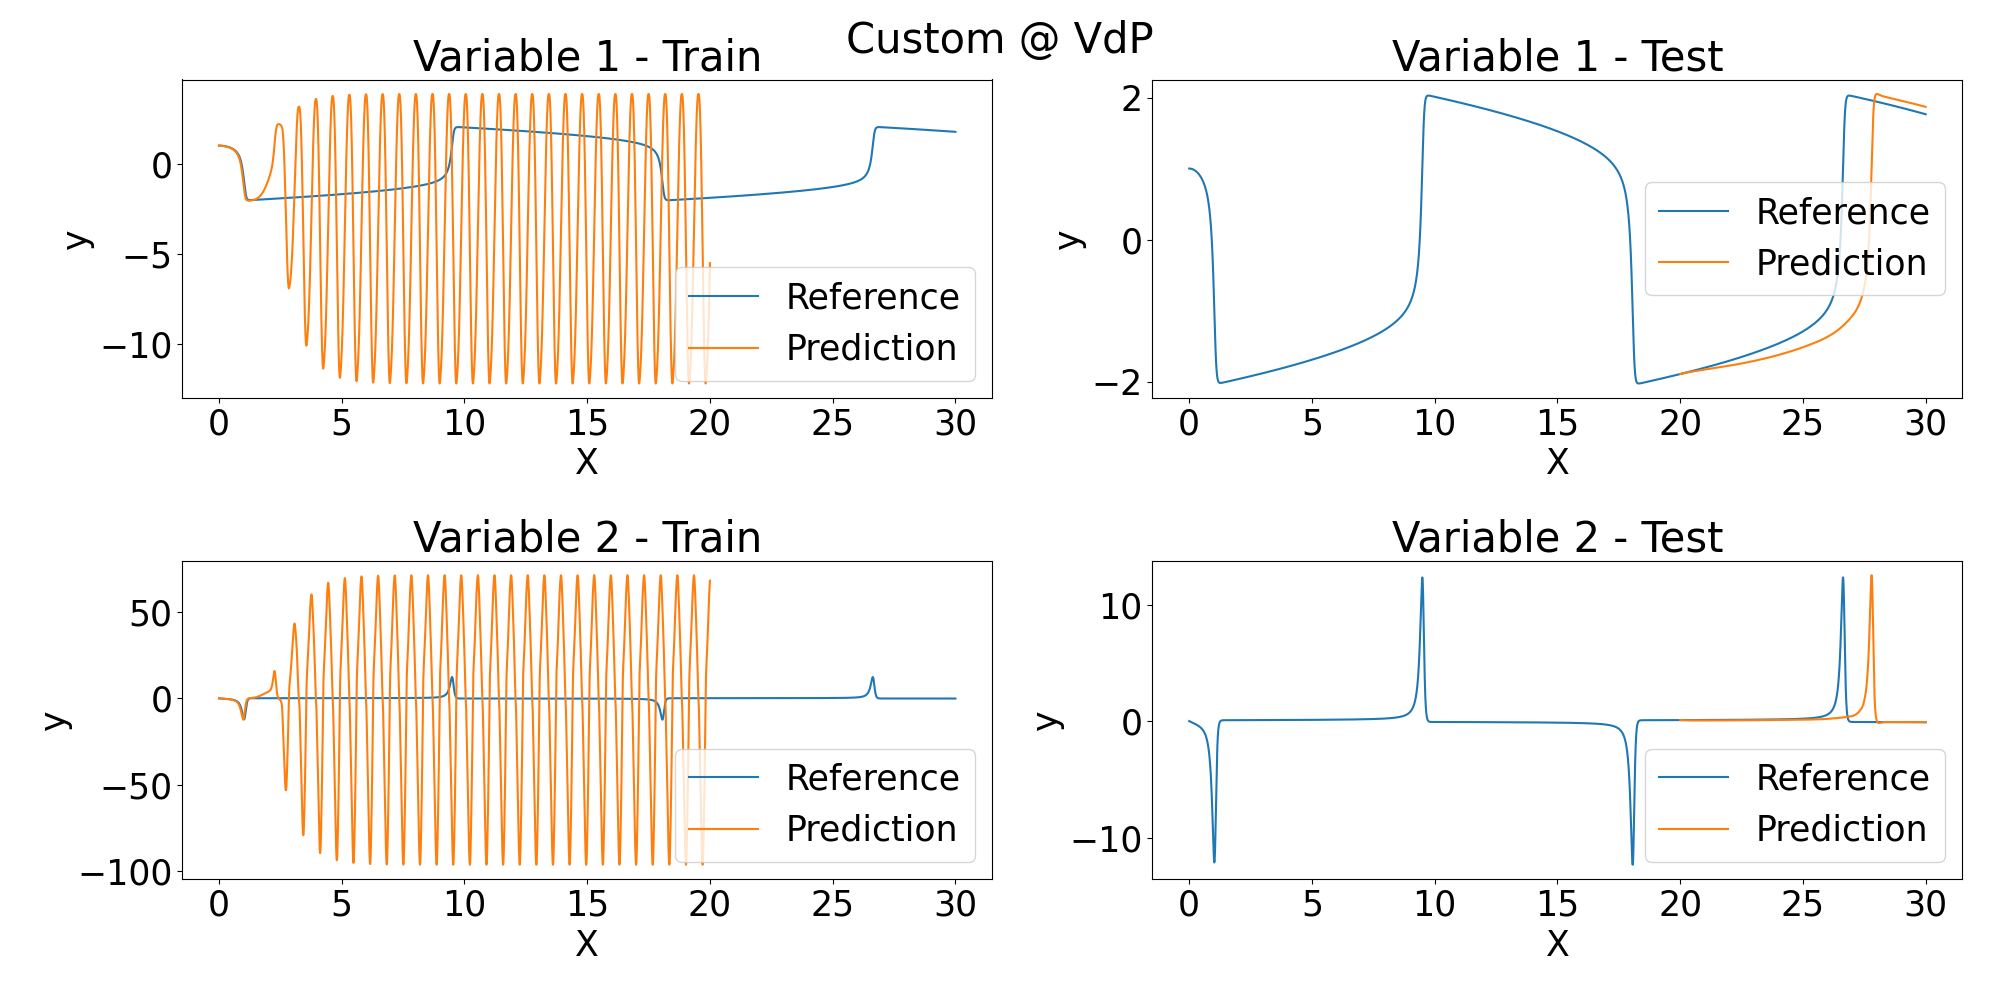 Custom @ VdP
Variable 1 - Train
y
0
−5
−10
0 5 10 15 20 25 30
X
Reference
Prediction
Variable 1 - Test
y
2
0
−2
0 5 10 15 20 25 30
X
Reference
Prediction
Variable 2 - Train
y
50
0
−50
−100
0 5 10 15 20 25 30
X
Reference
Prediction
Variable 2 - Test
y
10
0
−10
0 5 10 15 20 25 30
X
Reference
Prediction